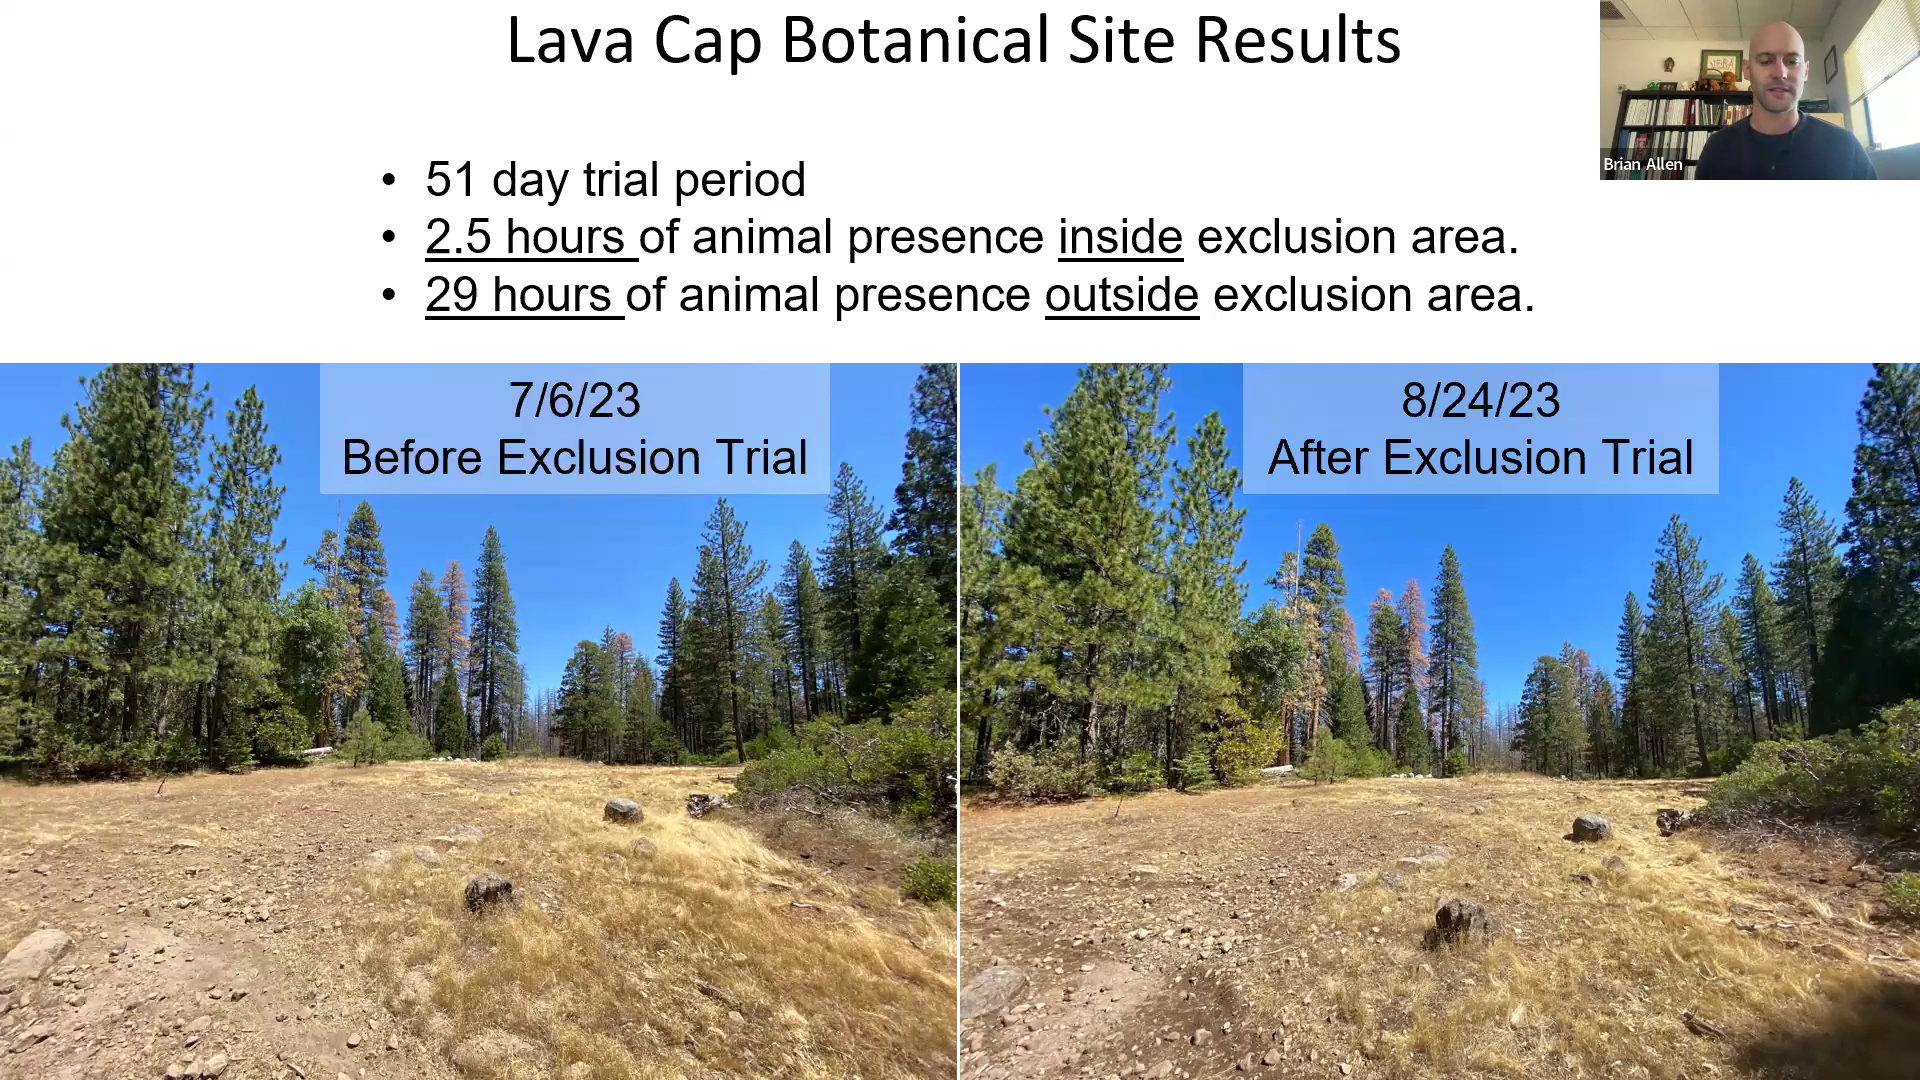 Lava Cap Botanical Site Results
Brian Allen
• 51 day trial period
• 2.5 hours of animal presence inside exclusion area.
• 29 hours of animal presence outside exclusion area.
7/6/23
Before Exclusion Trial
8/24/23
After Exclusion Trial